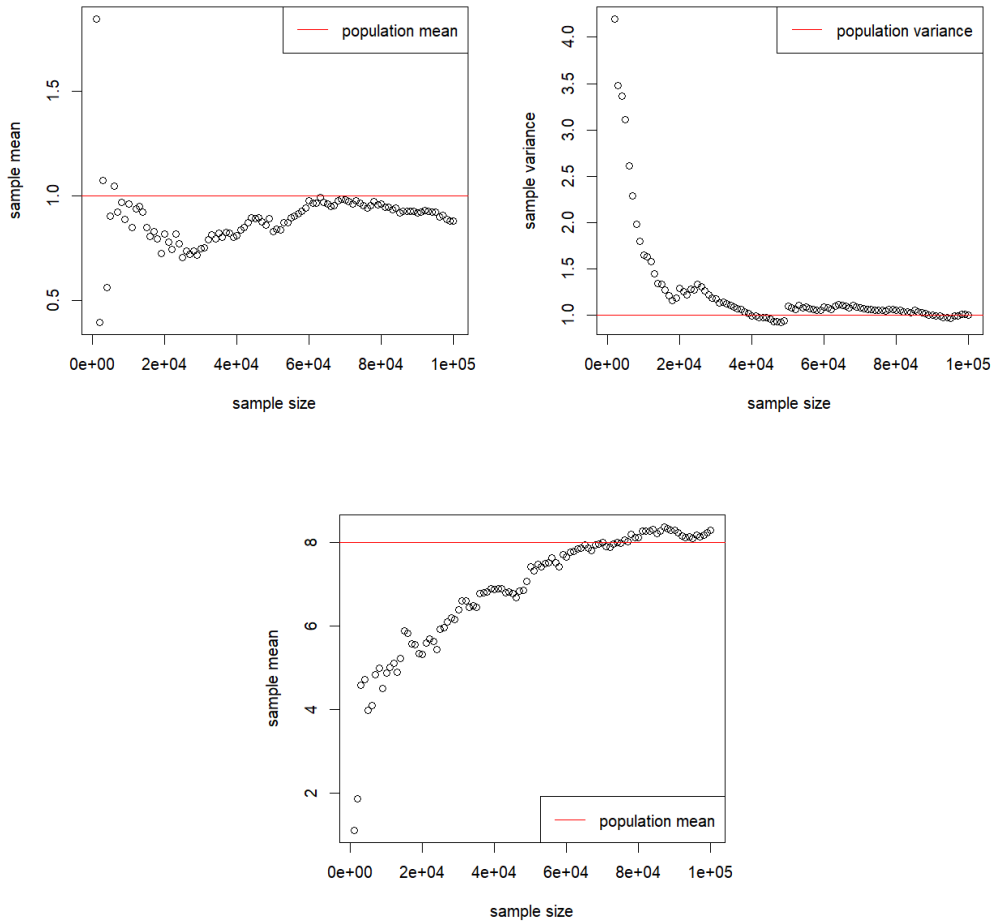 population mean
sample mean
1.5
1.0
0.5
0e+00 2e+04 4e+04 6e+04 8e+04 1e+05
sample size
population variance
sample variance
4.0
3.5
3.0
2.5
2.0
1.5
1.0
0e+00 2e+04 4e+04 6e+04 8e+04 1e+05
sample size
sample mean
8
6
4
2
population mean
0e+00 2e+04 4e+04 6e+04 8e+04 1e+05
sample size